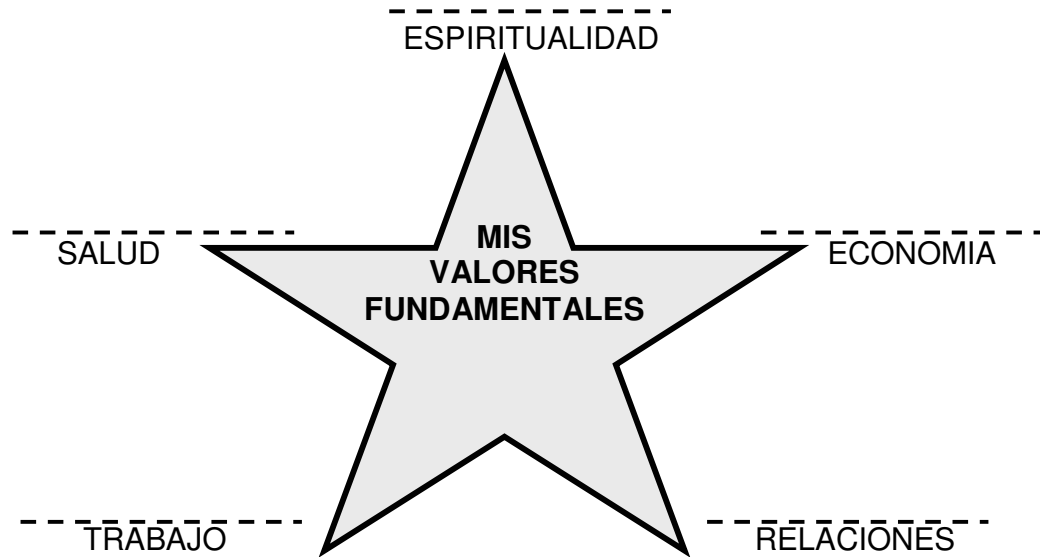 ESPIRITUALIDAD
SALUD
MIS
VALORES
FUNDAMENTALES
ECONOMIA
TRABAJO
RELACIONES